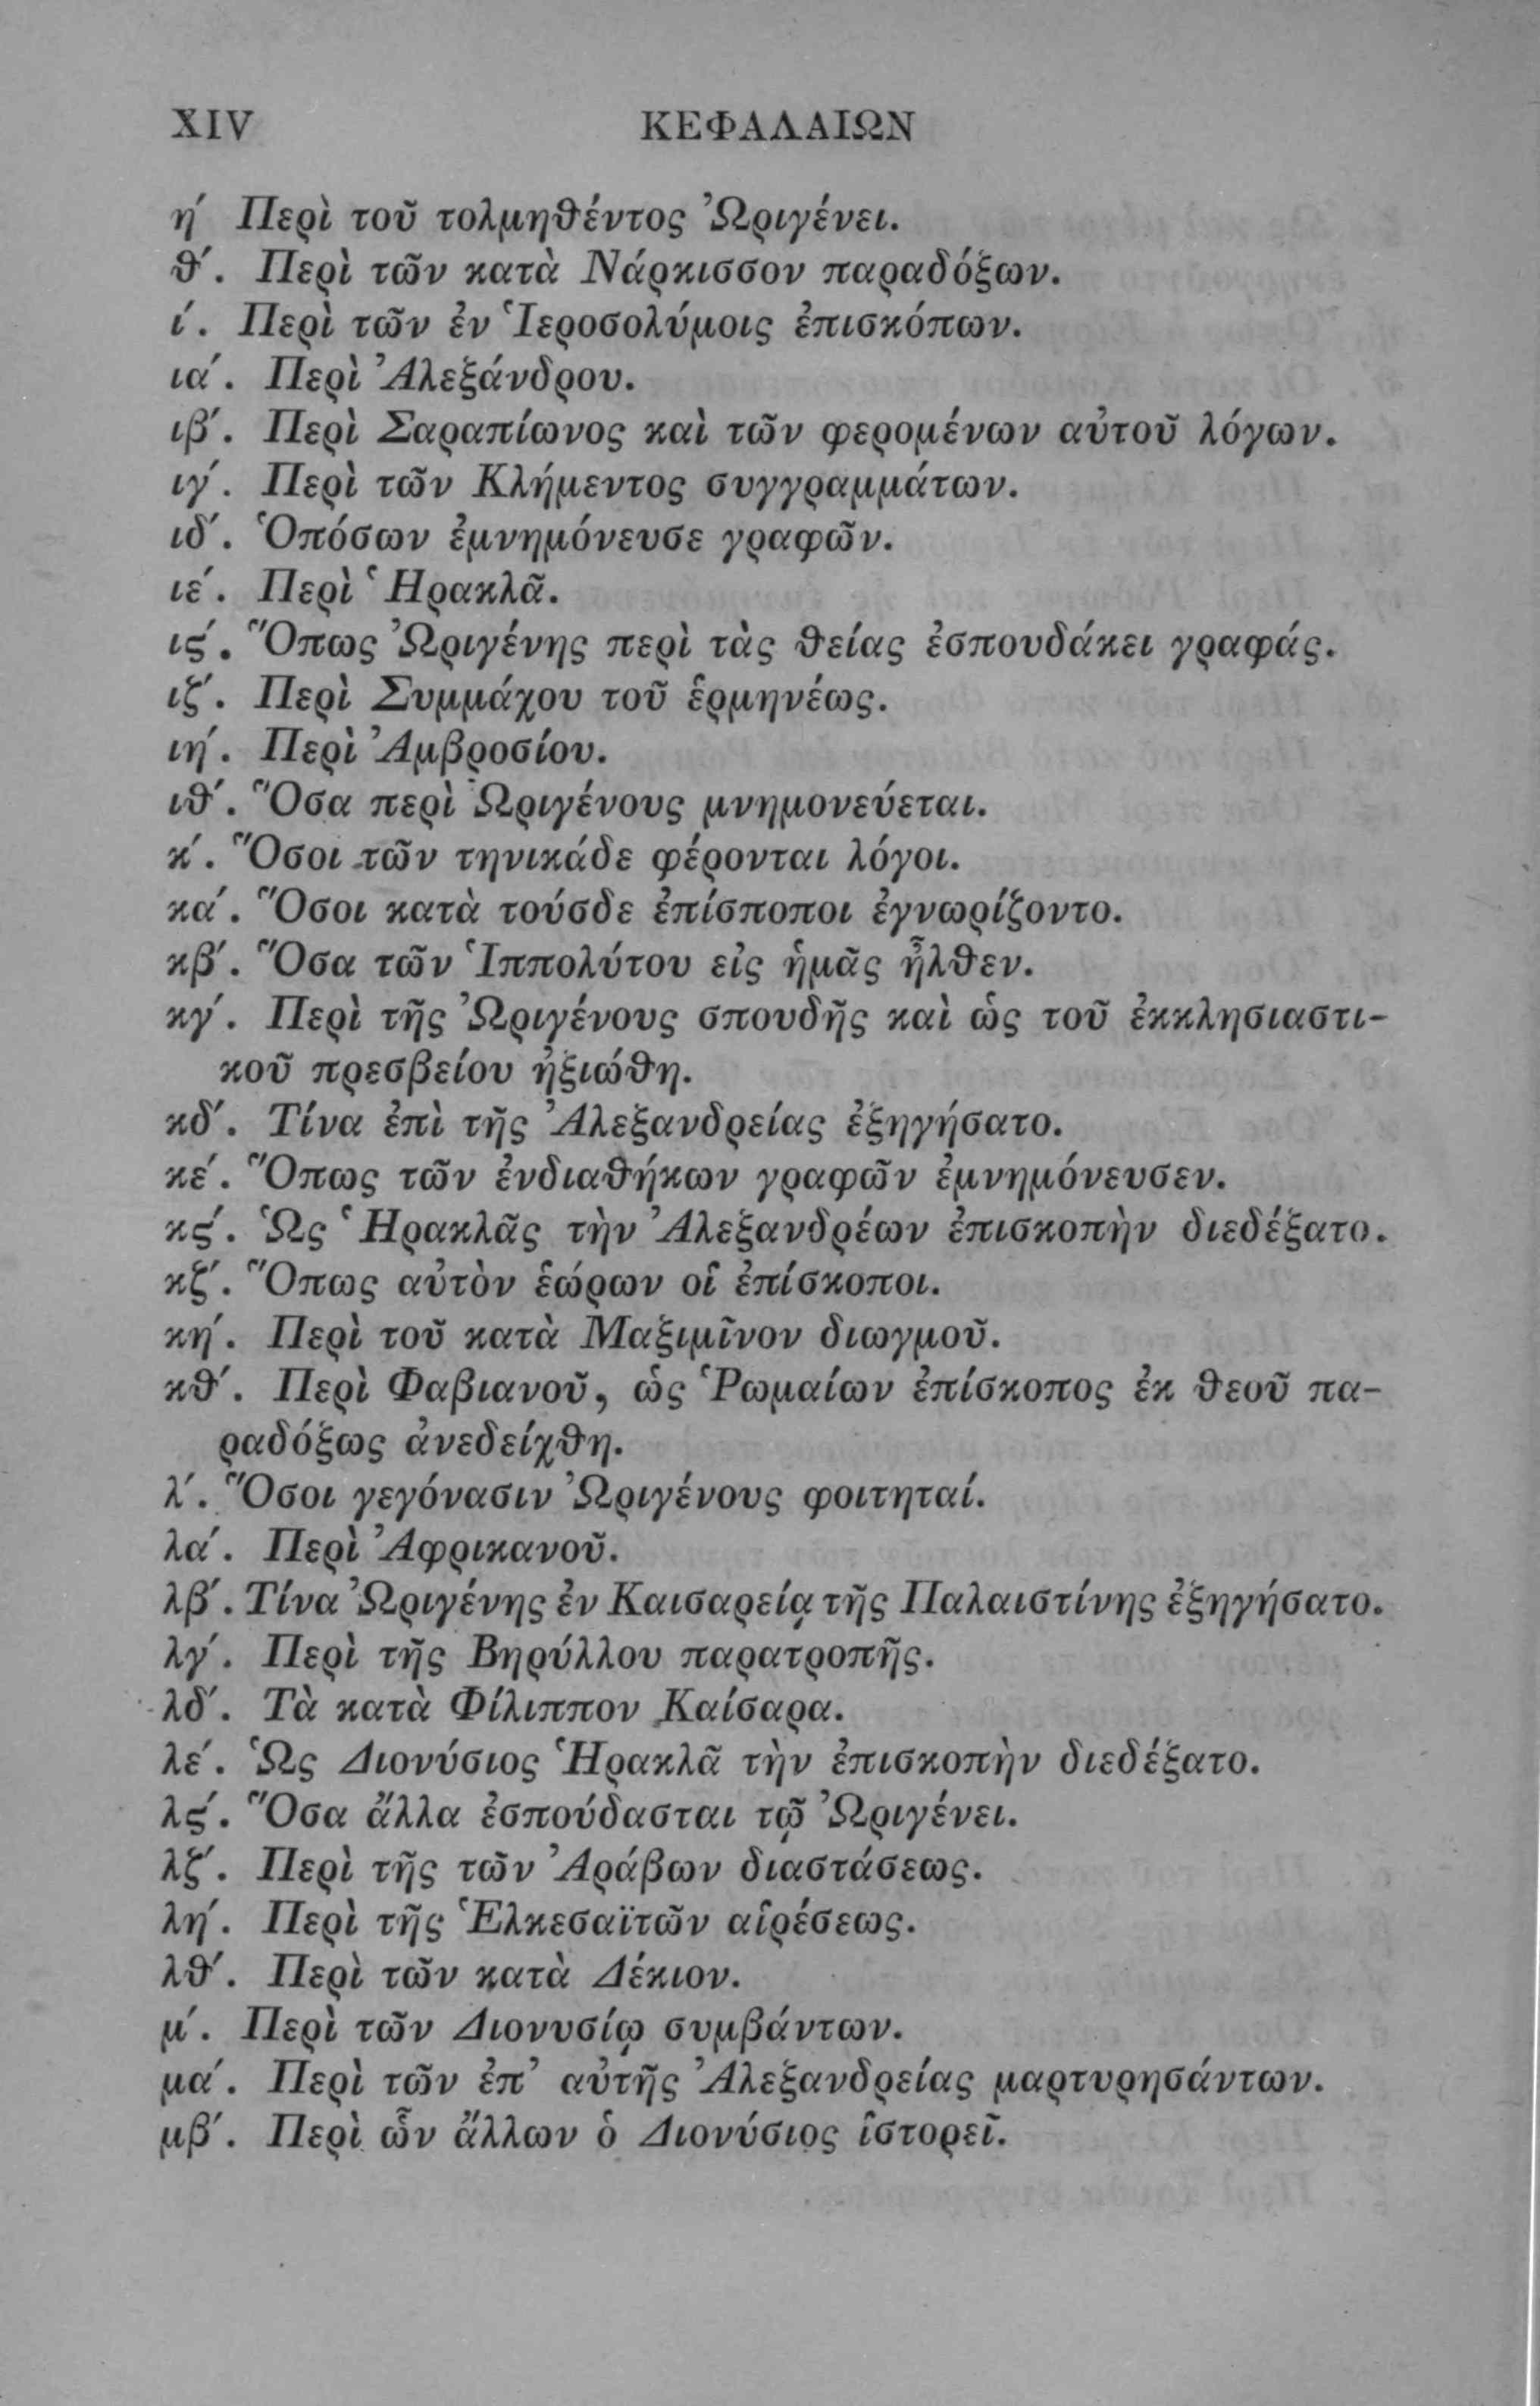 XIV ΚΕΦΑΛΑΙΩΝ
η΄ Περὶ τοῦ τολμηθέντος Ὠριγένει.
θ΄. Περὶ τῶν κατὰ Νάρκισσον παραδόξων.
ί. Περὶ τῶν ἐν Ἱεροσολύμοις ἐπισκόπων.
ια΄. Περὶ Ἀλεξάνδρου.
ιβ΄. Περὶ Σαραπίωνος καὶ τῶν φερομένων αὐτοῦ λόγων.
ιγ΄. Περὶ τῶν Κλήμεντος συγγραμμάτων.
ιδ΄. Ὁπόσων ἐμνημόνευσε γραφῶν.
ιε΄. Περὶ Ἡρακλᾶ.
ις΄. Ὅπως Ὠριγένης περὶ τὰς θείας ἐσπουδάκει γραφάς.
ιζ΄. Περὶ Συμμάχου τοῦ ἑρμηνέως.
ιη΄. Περὶ Ἀμβροσίου.
ιθ΄. Ὅσα περὶ Ὠριγένους μνημονεύεται.
κ΄. Ὅσοι τῶν τηνικάδε φέρονται λόγοι.
κα΄. Ὅσοι κατὰ τούσδε ἐπίσποποι ἐγνωρίζοντο.
κβ΄. Ὅσα τῶν Ἱππολύτου εἰς ἡμᾶς ἦλθεν.
κγ΄. Περὶ τῆς Ὠριγένους σπουδῆς καὶ ὡς τοῦ ἐκκλησιαστι-
κοῦ πρεσβείου ἠξιώθη.
κδ΄. Τίνα ἐπὶ τῆς Ἀλεξανδρείας ἐξηγήσατο.
κε΄. Ὅπως τῶν ἐνδιαθήκων γραφῶν ἐμνημόνευσεν.
κς΄. Ὡς Ἡρακλᾶς τὴν Ἀλεξανδρέων ἐπισκοπὴν διεδέξατο.
κζ΄. Ὅπως αὐτὸν ἑώρων οἱ ἐπίσκοποι.
κη΄. Περὶ τοῦ κατὰ Μαξιμῖνον διωγμοῦ.
κθ΄. Περὶ Φαβιανοῦ, ὡς Ῥωμαίων ἐπίσκοπος ἐκ θεοῦ πα-
ραδόξως ἀνεδείχθη.
λ΄. Ὅσοι γεγόνασιν Ὠριγένους φοιτηταί.
λα΄. Περὶ Ἀφρικανοῦ.
λβ΄. Τίνα Ὠριγένης ἐν Καισαρείᾳ τῆς Παλαιστίνης ἐξηγήσατο.
λγ΄. Περὶ τῆς Βηρύλλου παρατροπῆς.
λδ΄. Τὰ κατὰ Φίλιππον Καίσαρα.
λε΄. Ὡς Διονύσιος Ἡρακλᾶ τὴν ἐπισκοπὴν διεδέξατο.
λς΄. Ὅσα ἄλλα ἐσπούδασται τῷ Ὠριγένει.
λζ΄. Περὶ τῆς τῶν Ἀράβων διαστάσεως.
λη΄. Περὶ τῆς Ἑλκεσαϊτῶν αἱρέσεως.
λθ΄. Περὶ τῶν κατὰ Δέκιον.
μ΄. Περὶ τῶν Διονυσίῳ συμβάντων.
μα΄. Περὶ τῶν ἐπ’ αὐτῆς Ἀλεξανδρείας μαρτυρησάντων.
μβ΄. Περὶ ὧν ἄλλων ὁ Διονύσιος ἱστορεῖ.